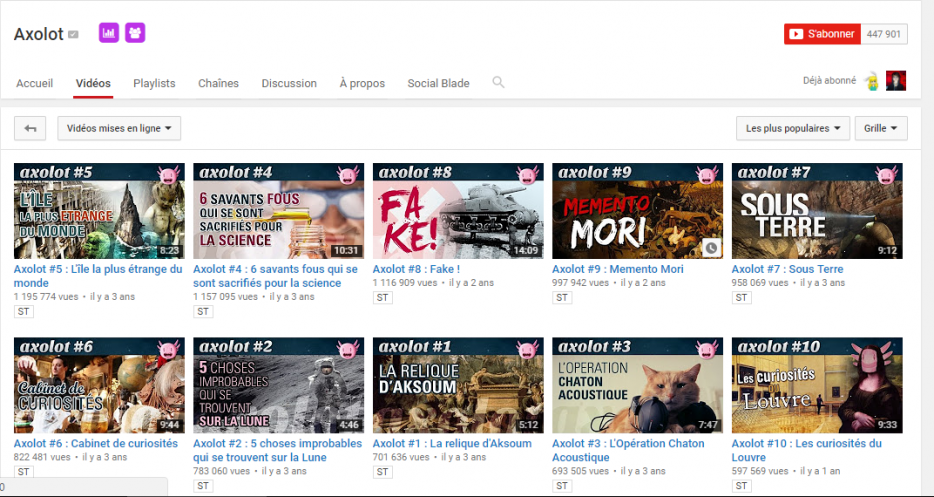 Axolot
S'abonner 447 901
Accueil Vidéos Playlists Chaînes Discussion À propos Social Blade
Déjà abonné
Vidéos mises en ligne
Les plus populaires Grille
axolot #5
L'ÎLE
LA PLUS ETRANGE
DU MONDE
8:23
Axolot #5 : L'île la plus étrange du
monde
1 195 774 vues • il y a 3 ans
ST
axolot #4
6 SAVANTS FOUS
QUI SE SONT
SACRIFIÉS POUR
LA SCIENCE
10:31
Axolot #4 : 6 savants fous qui se
sont sacrifiés pour la science
1 157 095 vues • il y a 3 ans
ST
axolot #8
FA
KE!
14:09
Axolot #8 : Fake !
1 116 909 vues • il y a 2 ans
ST
axolot #9
MEMENTO
MORI
Axolot #9 : Memento Mori
997 942 vues • il y a 2 ans
ST
axolot #7
SOUS
TERRE
9:12
Axolot #7 : Sous Terre
958 069 vues • il y a 3 ans
ST
axolot #6
Cabinet de
CURIOSITÉS
9:44
Axolot #6 : Cabinet de curiosités
822 481 vues • il y a 3 ans
ST
axolot #2
5 CHOSES
IMPROBABLES
QUI SE
TROUVENT
SUR LA LUNE
4:46
Axolot #2 : 5 choses improbables
qui se trouvent sur la Lune
783 060 vues • il y a 3 ans
ST
axolot #1
LA RELIQUE
D'AKSOUM
5:12
Axolot #1 : La relique d'Aksoum
701 636 vues • il y a 3 ans
ST
axolot #3
L'OPERATION
CHATON
ACOUSTIQUE
7:47
Axolot #3 : L'Opération Chaton
Acoustique
693 505 vues • il y a 3 ans
ST
axolot #10
Les curiosités
du
Louvre
9:33
Axolot #10 : Les curiosités du
Louvre
597 569 vues • il y a 1 an
ST
0